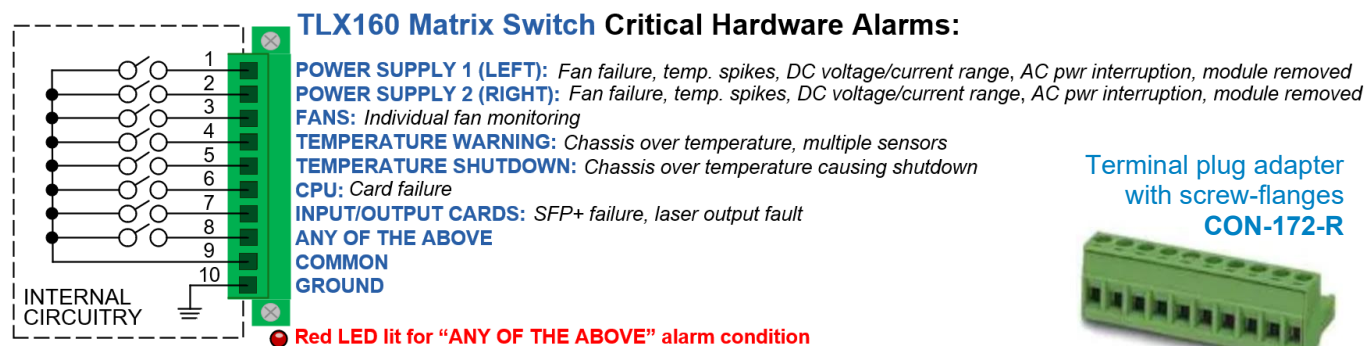 TLX160 Matrix Switch Critical Hardware Alarms:
1 POWER SUPPLY 1 (LEFT): Fan failure, temp. spikes, DC voltage/current range, AC pwr interruption, module removed
2 POWER SUPPLY 2 (RIGHT): Fan failure, temp. spikes, DC voltage/current range, AC pwr interruption, module removed
3 FANS: Individual fan monitoring
4 TEMPERATURE WARNING: Chassis over temperature, multiple sensors
5 TEMPERATURE SHUTDOWN: Chassis over temperature causing shutdown
6 CPU: Card failure
7 INPUT/OUTPUT CARDS: SFP+ failure, laser output fault
8 ANY OF THE ABOVE
9 COMMON
10 GROUND
INTERNAL
CIRCUITRY
Red LED lit for “ANY OF THE ABOVE” alarm condition
Terminal plug adapter
with screw-flanges
CON-172-R